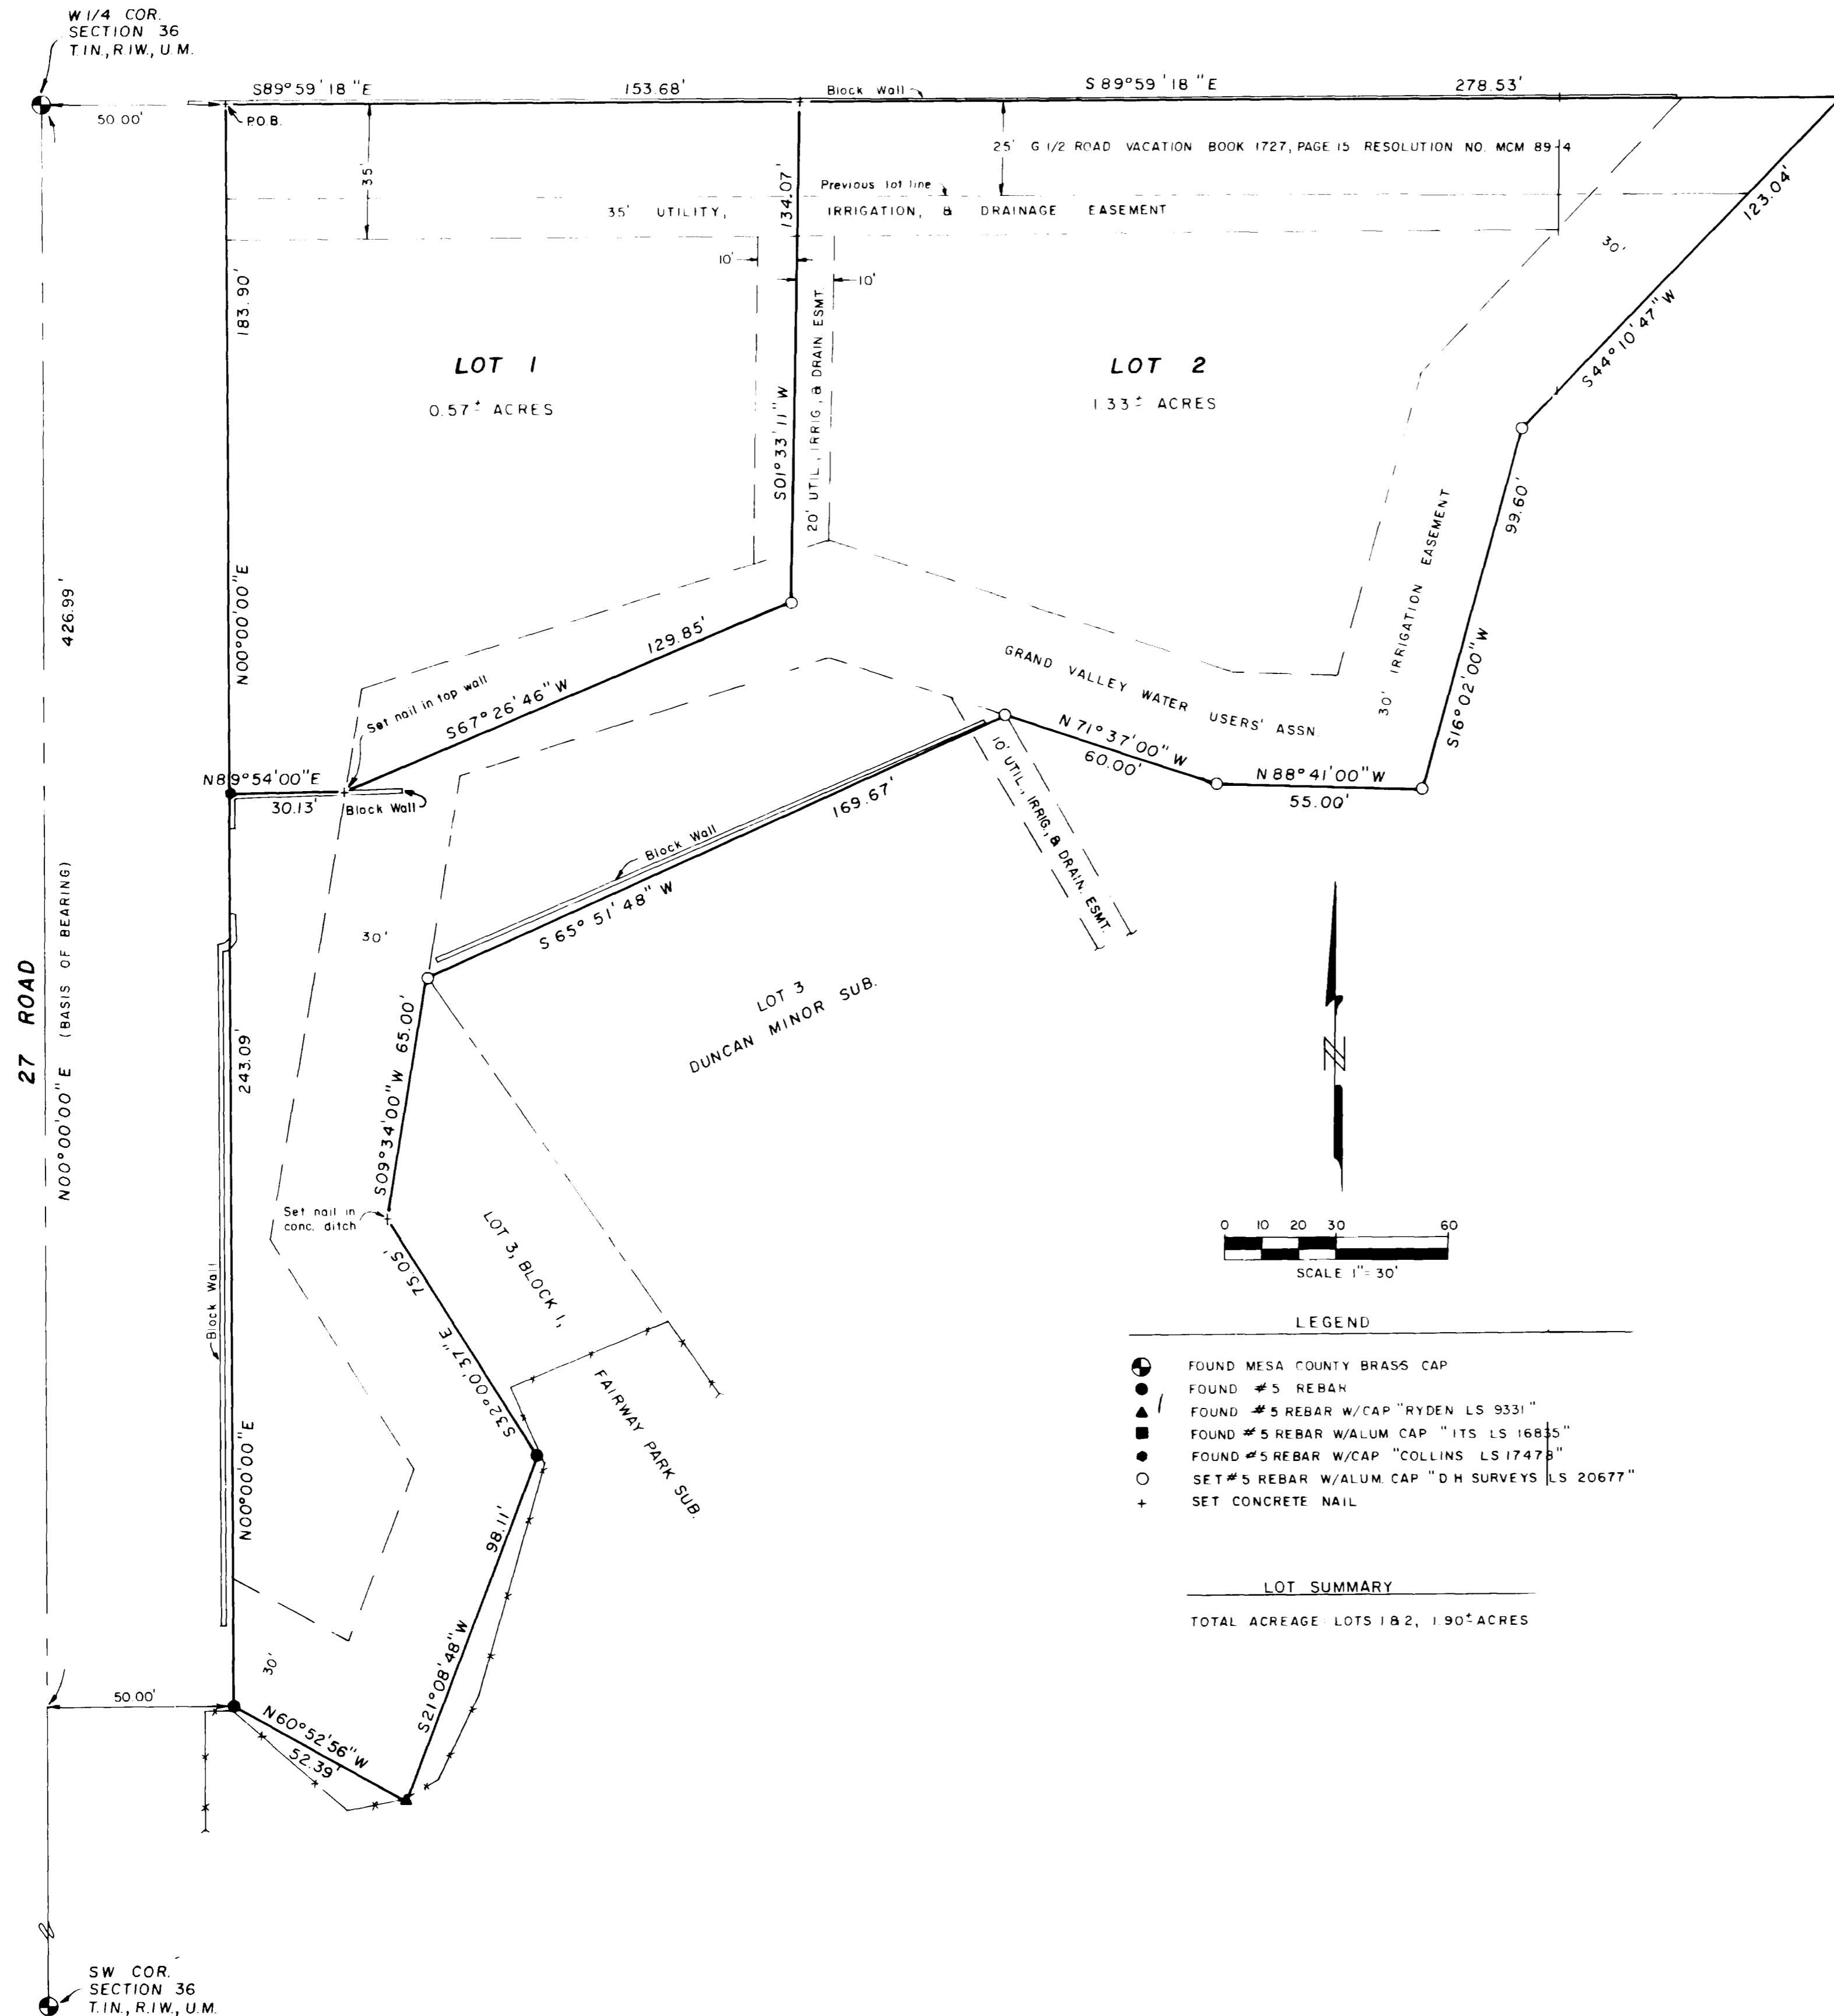 W 1/4 COR.
SECTION 36
T.1N., R.1W., U.M.
S89°59'18"E
153.68'
Block Wall
S 89°59'18"E
278.53'
50.00'
P.O.B.
35'
25' G 1/2 ROAD VACATION BOOK 1727, PAGE 15 RESOLUTION NO. MCM 89-4
134.07'
Previous lot line
35' UTILITY, IRRIGATION, & DRAINAGE EASEMENT
123.04'
30'
10'
10'
183.90'
20' UTIL., IRRIG., & DRAIN ESMT.
S44°10'47"W
LOT 1
0.57± ACRES
LOT 2
1.33± ACRES
S01°33'11"W
99.60'
N00°00'00"E
426.99'
129.85'
30' IRRIGATION EASEMENT
GRAND VALLEY WATER USERS' ASSN.
S16°02'00"W
Set nail in top wall
S67°26'46"W
N 71°37'00"W
60.00'
N89°54'00"E
30.13'
Block Wall
N88°41'00"W
55.00'
10' UTIL., IRRIG., & DRAIN. ESMT.
169.67'
Block Wall
S 65°51'48"W
30'
27 ROAD
N00°00'00"E (BASIS OF BEARING)
243.09'
LOT 3
DUNCAN MINOR SUB.
S09°34'00"W 65.00'
Set nail in
conc. ditch
75.05'
S32°00'37"E
LOT 3, BLOCK 1,
FAIRWAY PARK SUB.
Block Wall
N
0 10 20 30 60
SCALE 1"=30'
LEGEND
FOUND MESA COUNTY BRASS CAP
FOUND #5 REBAR
FOUND #5 REBAR W/CAP "RYDEN LS 9331"
FOUND #5 REBAR W/ALUM CAP "ITS LS 16835"
FOUND #5 REBAR W/CAP "COLLINS LS 17478"
SET #5 REBAR W/ALUM. CAP "D H SURVEYS LS 20677"
+ SET CONCRETE NAIL
N00°00'00"E
98.11'
S21°08'48"W
LOT SUMMARY
TOTAL ACREAGE: LOTS 1 & 2, 1.90± ACRES
30'
50.00'
N60°52'56"W
52.39'
SW COR.
SECTION 36
T.1N., R.1W., U.M.